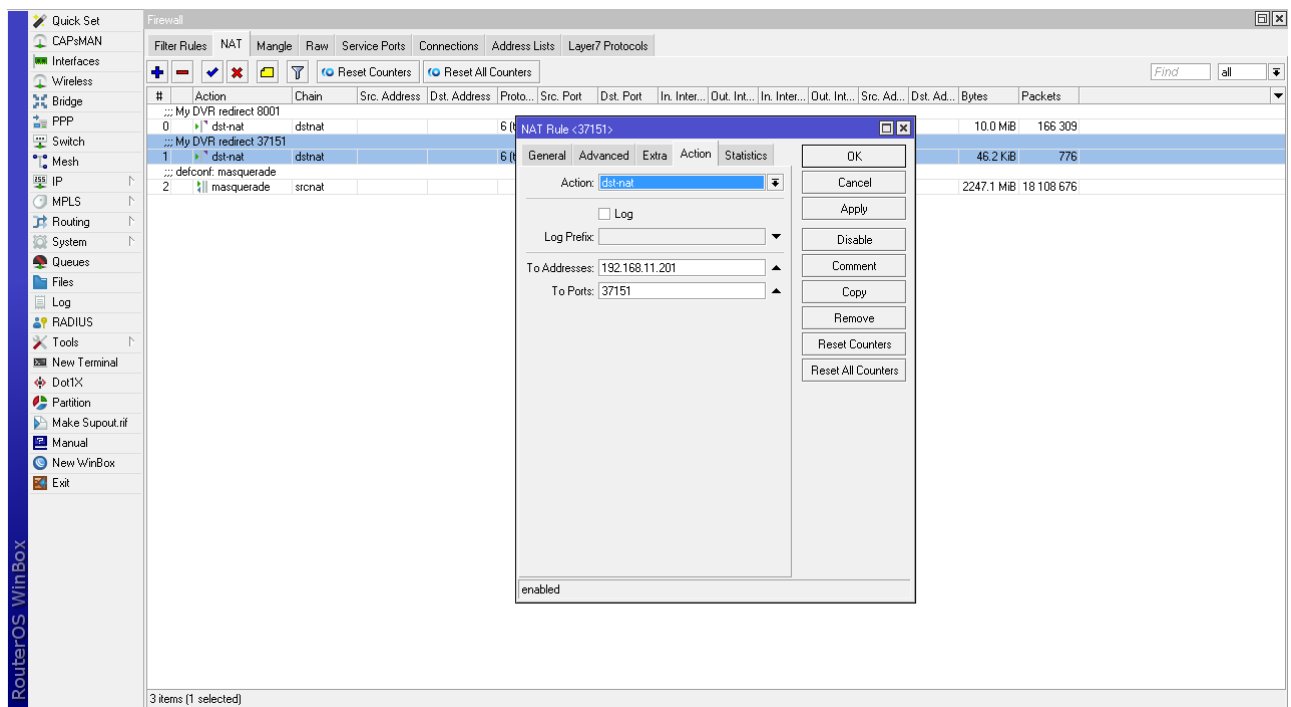 Quick Set
CAPsMAN
Interfaces
Wireless
Bridge
PPP
Switch
Mesh
IP
MPLS
Routing
System
Queues
Files
Log
RADIUS
Tools
New Terminal
Dot1X
Partition
Make Supout.rif
Manual
New WinBox
Exit
RouterOS WinBox
Firewall
Filter Rules NAT Mangle Raw Service Ports Connections Address Lists Layer7 Protocols
Reset Counters Reset All Counters Find all
# Action Chain Src. Address Dst. Address Proto... Src. Port Dst. Port In. Inter... Out. Int... In. Inter... Out. Int... Src. Ad... Dst. Ad... Bytes Packets
;;; My DVR redirect 8001
0 dst-nat dstnat 6 (t 10.0 MiB 166 309
;;; My DVR redirect 37151
1 dst-nat dstnat 6 (t 46.2 KiB 776
;;; defconf: masquerade
2 masquerade srcnat 2247.1 MiB 18 108 676
NAT Rule <37151>
General Advanced Extra Action Statistics
Action: dst-nat
Log
Log Prefix:
To Addresses: 192.168.11.201
To Ports: 37151
OK
Cancel
Apply
Disable
Comment
Copy
Remove
Reset Counters
Reset All Counters
enabled
3 items (1 selected)